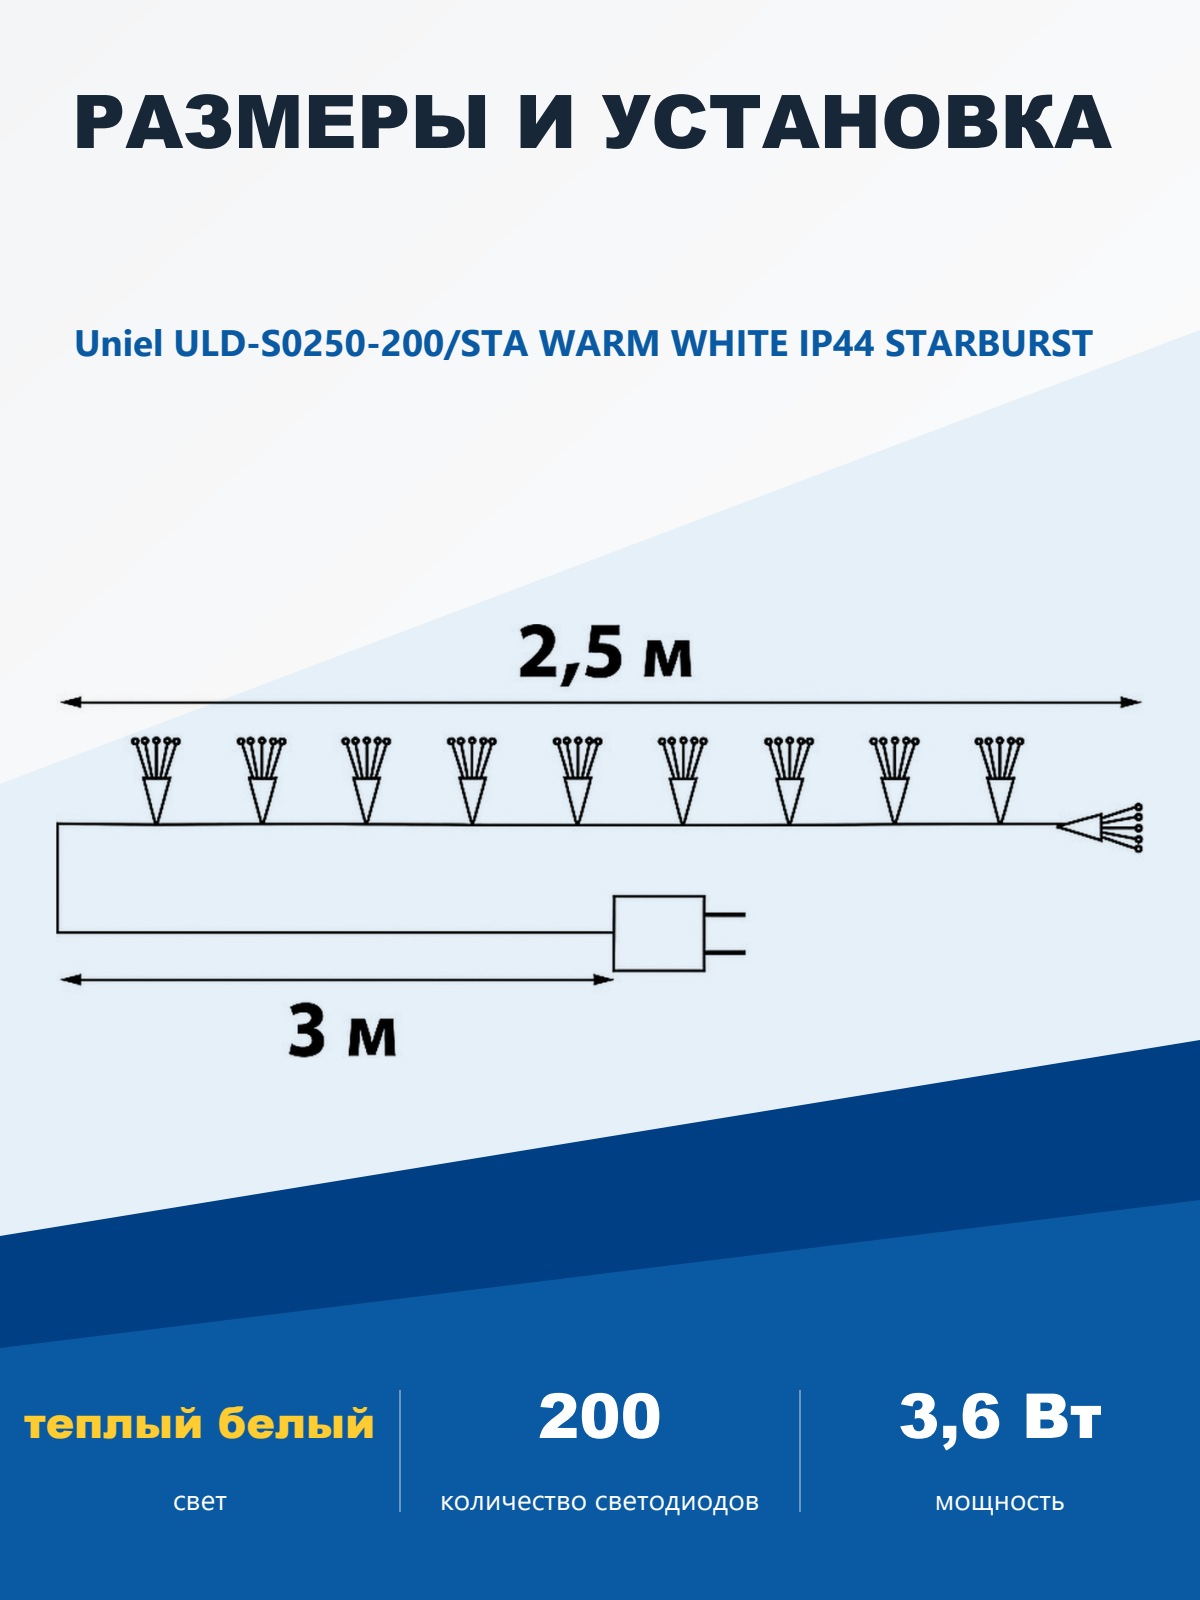 РАЗМЕРЫ И УСТАНОВКА
Uniel ULD-S0250-200/STA WARM WHITE IP44 STARBURST
2,5 м
3 м
теплый белый
свет
200
количество светодиодов
3,6 Вт
мощность